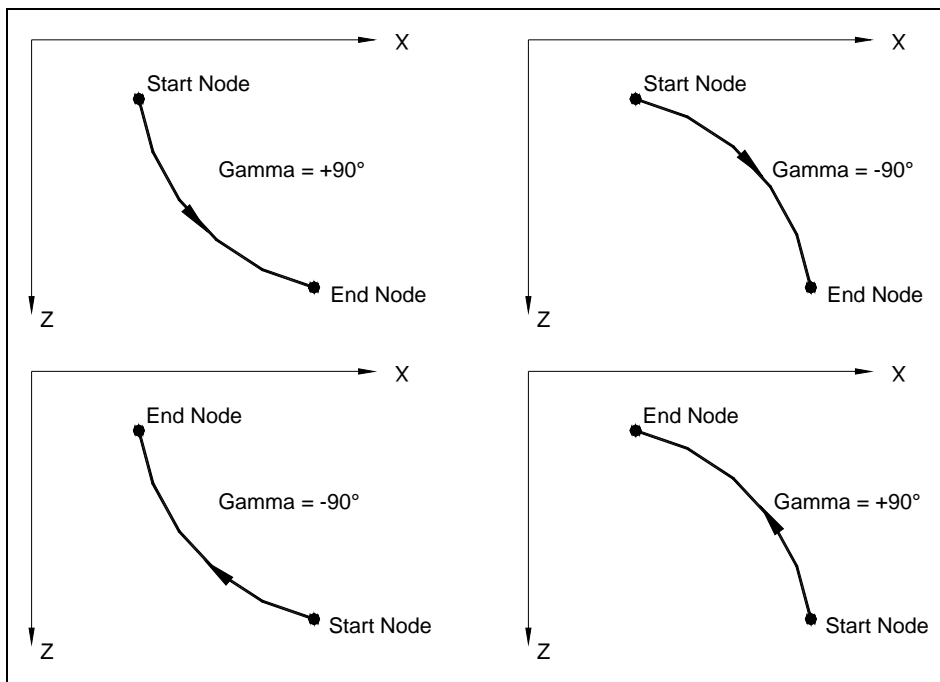 X
Start Node
Gamma = +90°
End Node
Z
X
Start Node
Gamma = -90°
End Node
Z
X
End Node
Gamma = -90°
Start Node
Z
X
End Node
Gamma = +90°
Start Node
Z